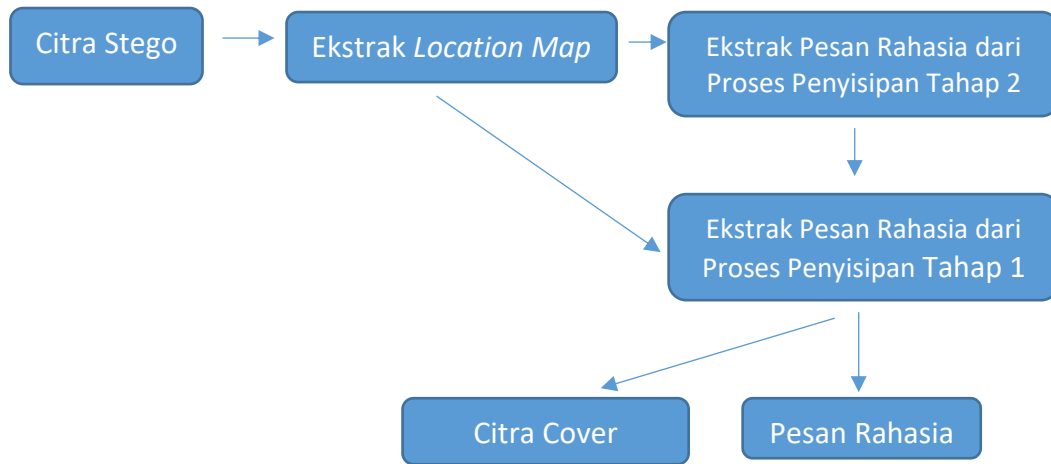 Citra Stego
Ekstrak Location Map
Ekstrak Pesan Rahasia dari
Proses Penyisipan Tahap 2
Ekstrak Pesan Rahasia dari
Proses Penyisipan Tahap 1
Citra Cover
Pesan Rahasia